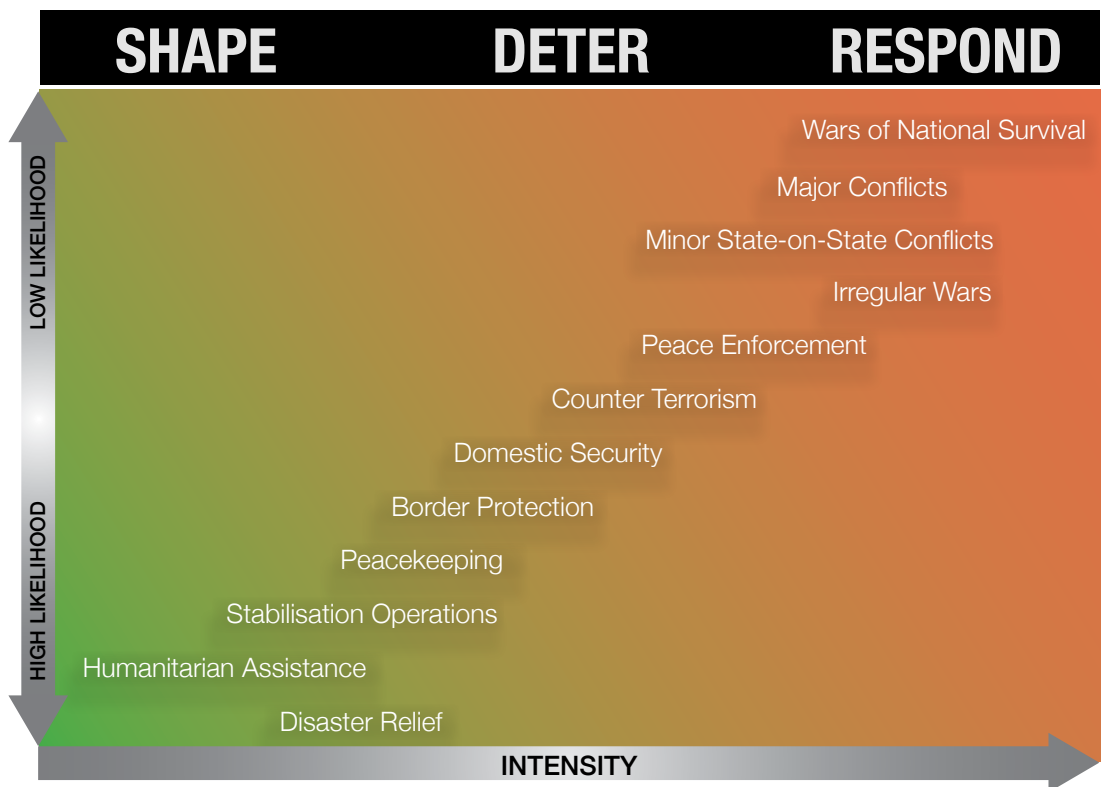 SHAPE DETER RESPOND
LOW LIKELIHOOD
HIGH LIKELIHOOD
Wars of National Survival
Major Conflicts
Minor State-on-State Conflicts
Irregular Wars
Peace Enforcement
Counter Terrorism
Domestic Security
Border Protection
Peacekeeping
Stabilisation Operations
Humanitarian Assistance
Disaster Relief
INTENSITY